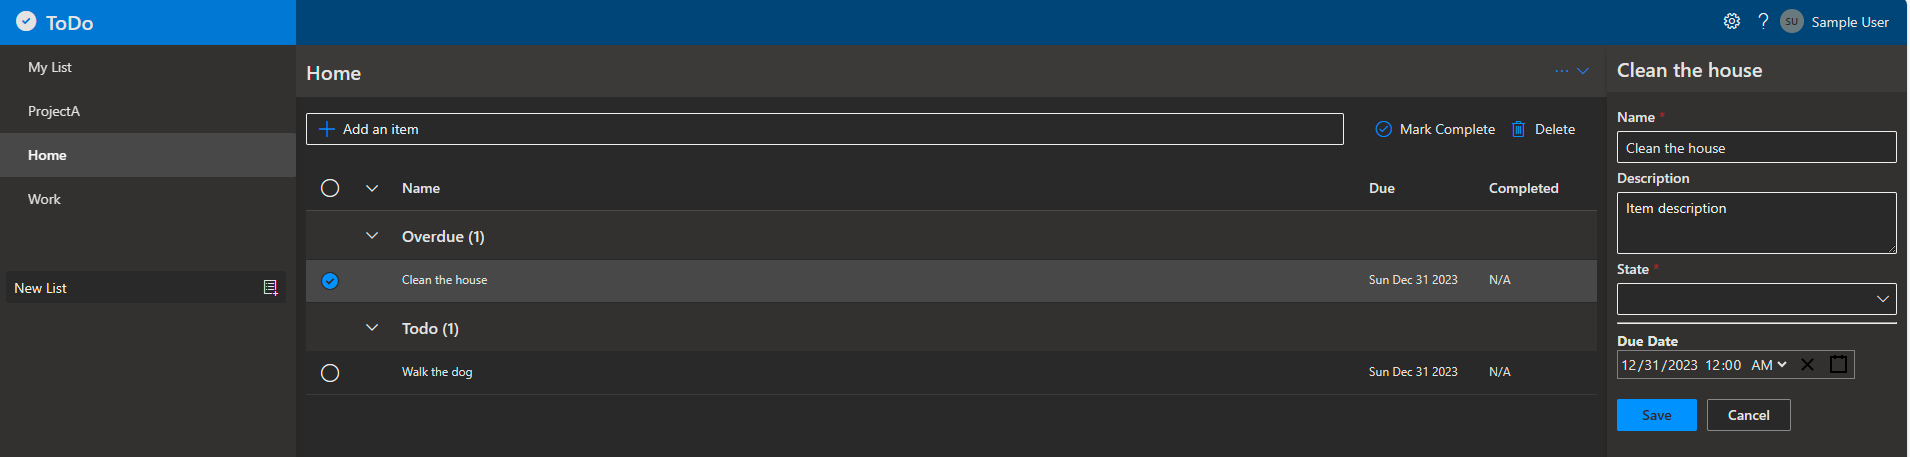 ToDo
SU Sample User
My List
ProjectA
Home
Work
New List
Home
Add an item
Mark Complete Delete
Name Due Completed
Overdue (1)
Clean the house Sun Dec 31 2023 N/A
Todo (1)
Walk the dog Sun Dec 31 2023 N/A
Clean the house
Name *
Clean the house
Description
Item description
State *
Due Date
12/31/2023 12:00 AM
Save Cancel